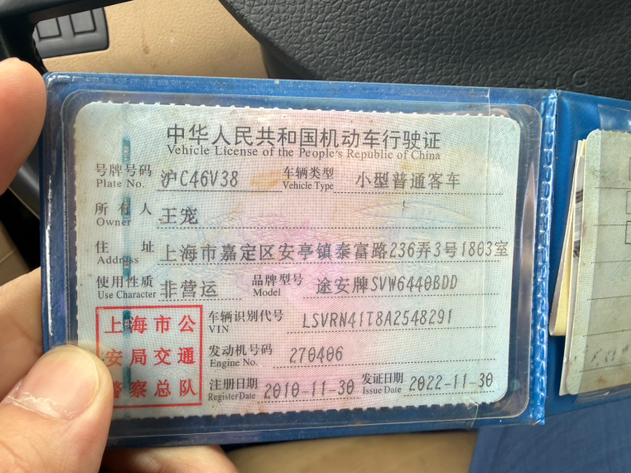 中华人民共和国机动车行驶证
Vehicle License of the People's Republic of China
号牌号码 沪C46V38 车辆类型 小型普通客车
Plate No. Vehicle Type
所有人 王宠
Owner
住址 上海市嘉定区安亭镇泰富路236弄3号1803室
Address
使用性质 非营运 品牌型号 途安牌SVW6440BDD
Use Character Model
上海市公安局交通警察总队
车辆识别代号 LSVRN41T8A2548291
VIN
发动机号码 270406
Engine No.
注册日期 2010-11-30 发证日期 2022-11-30
Register Date Issue Date